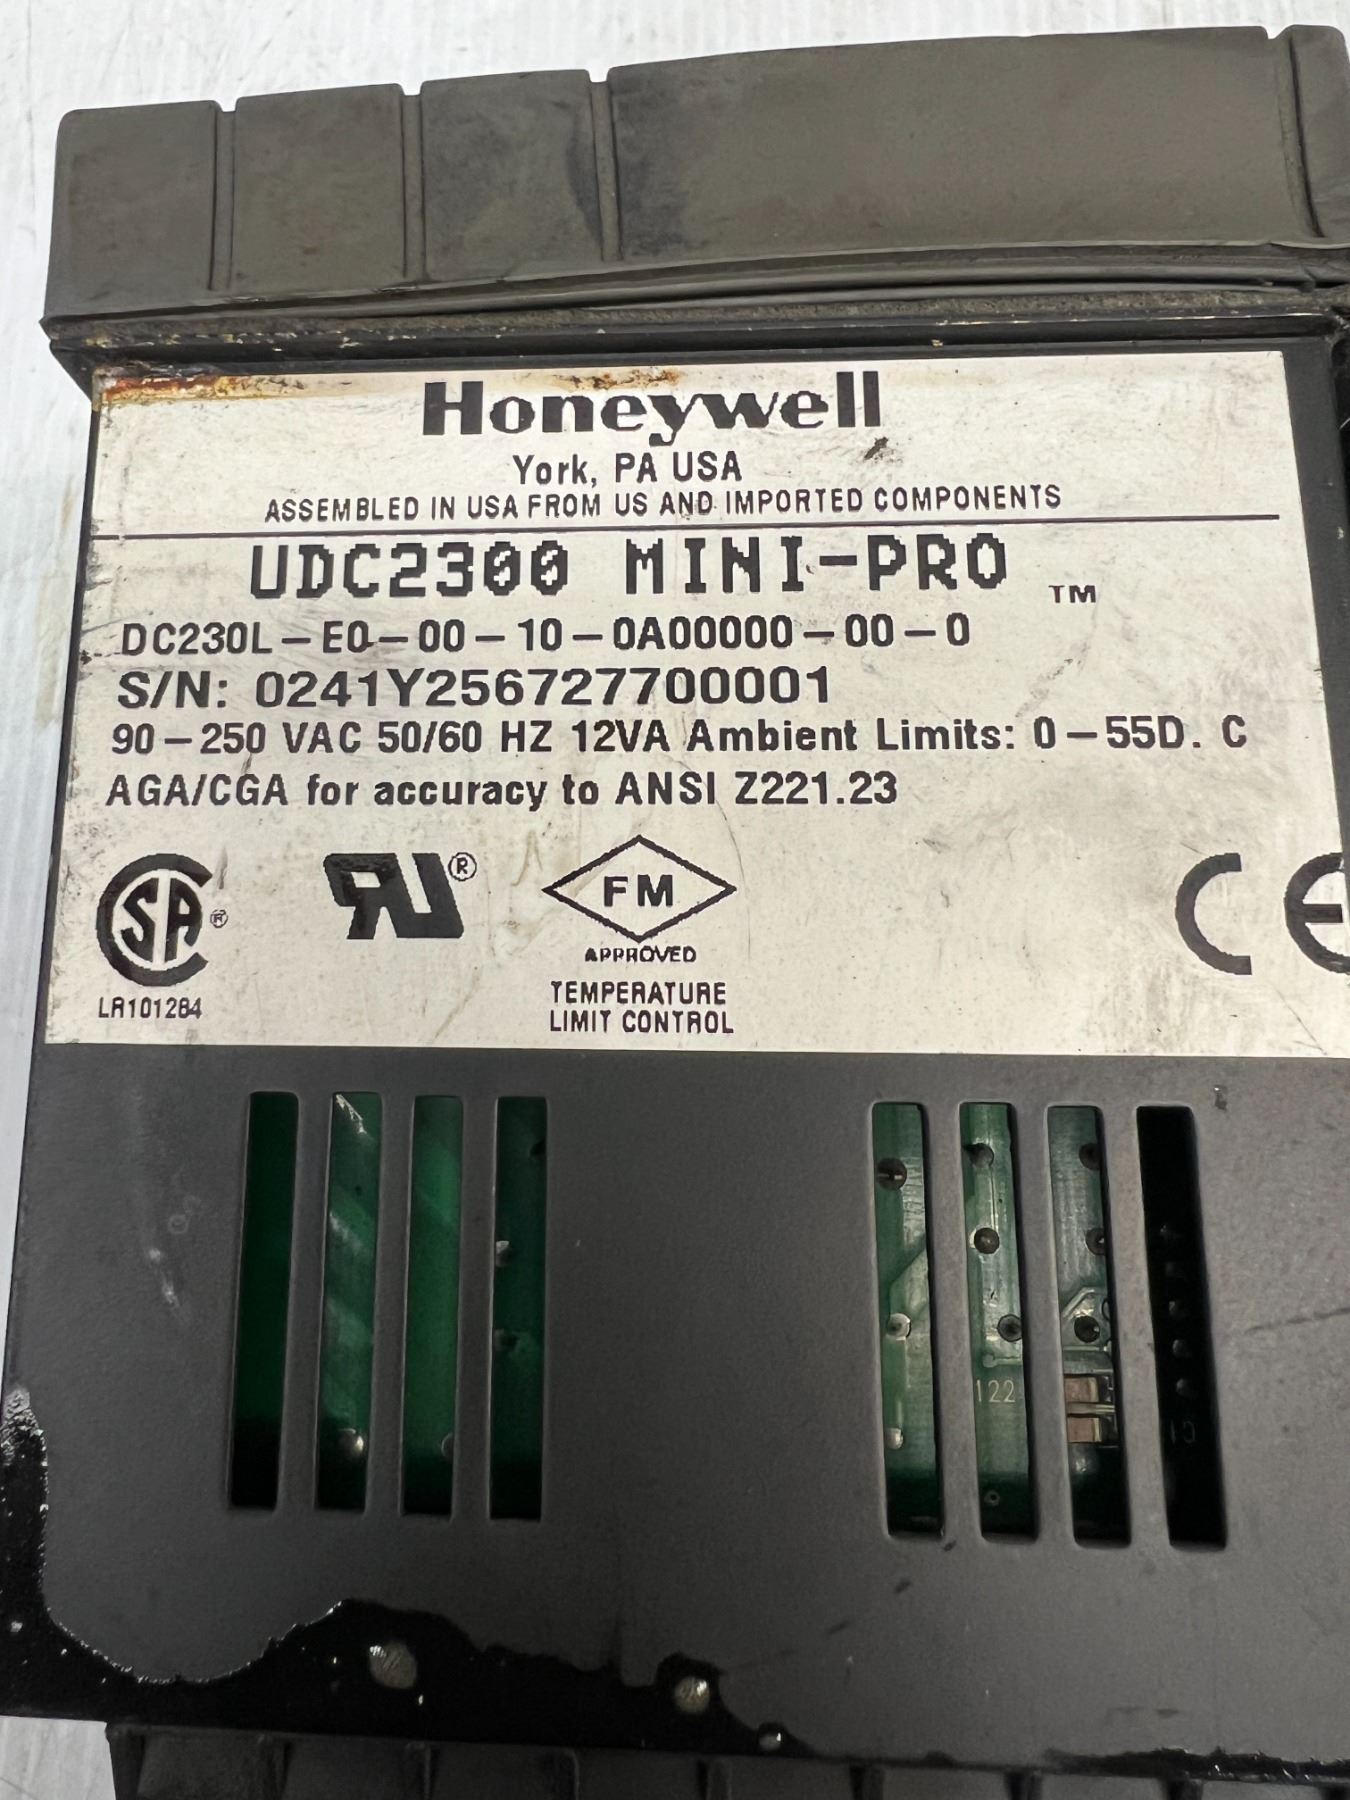 Honeywell
York, PA USA
ASSEMBLED IN USA FROM US AND IMPORTED COMPONENTS
UDC2300 MINI-PRO ™
DC230L-E0-00-10-0A00000-00-0
S/N: 0241Y256727700001
90-250 VAC 50/60 HZ 12VA Ambient Limits: 0-55D. C
AGA/CGA for accuracy to ANSI Z221.23
SA ®
LR101284
RU ®
FM
APPROVED
TEMPERATURE
LIMIT CONTROL
CE
122